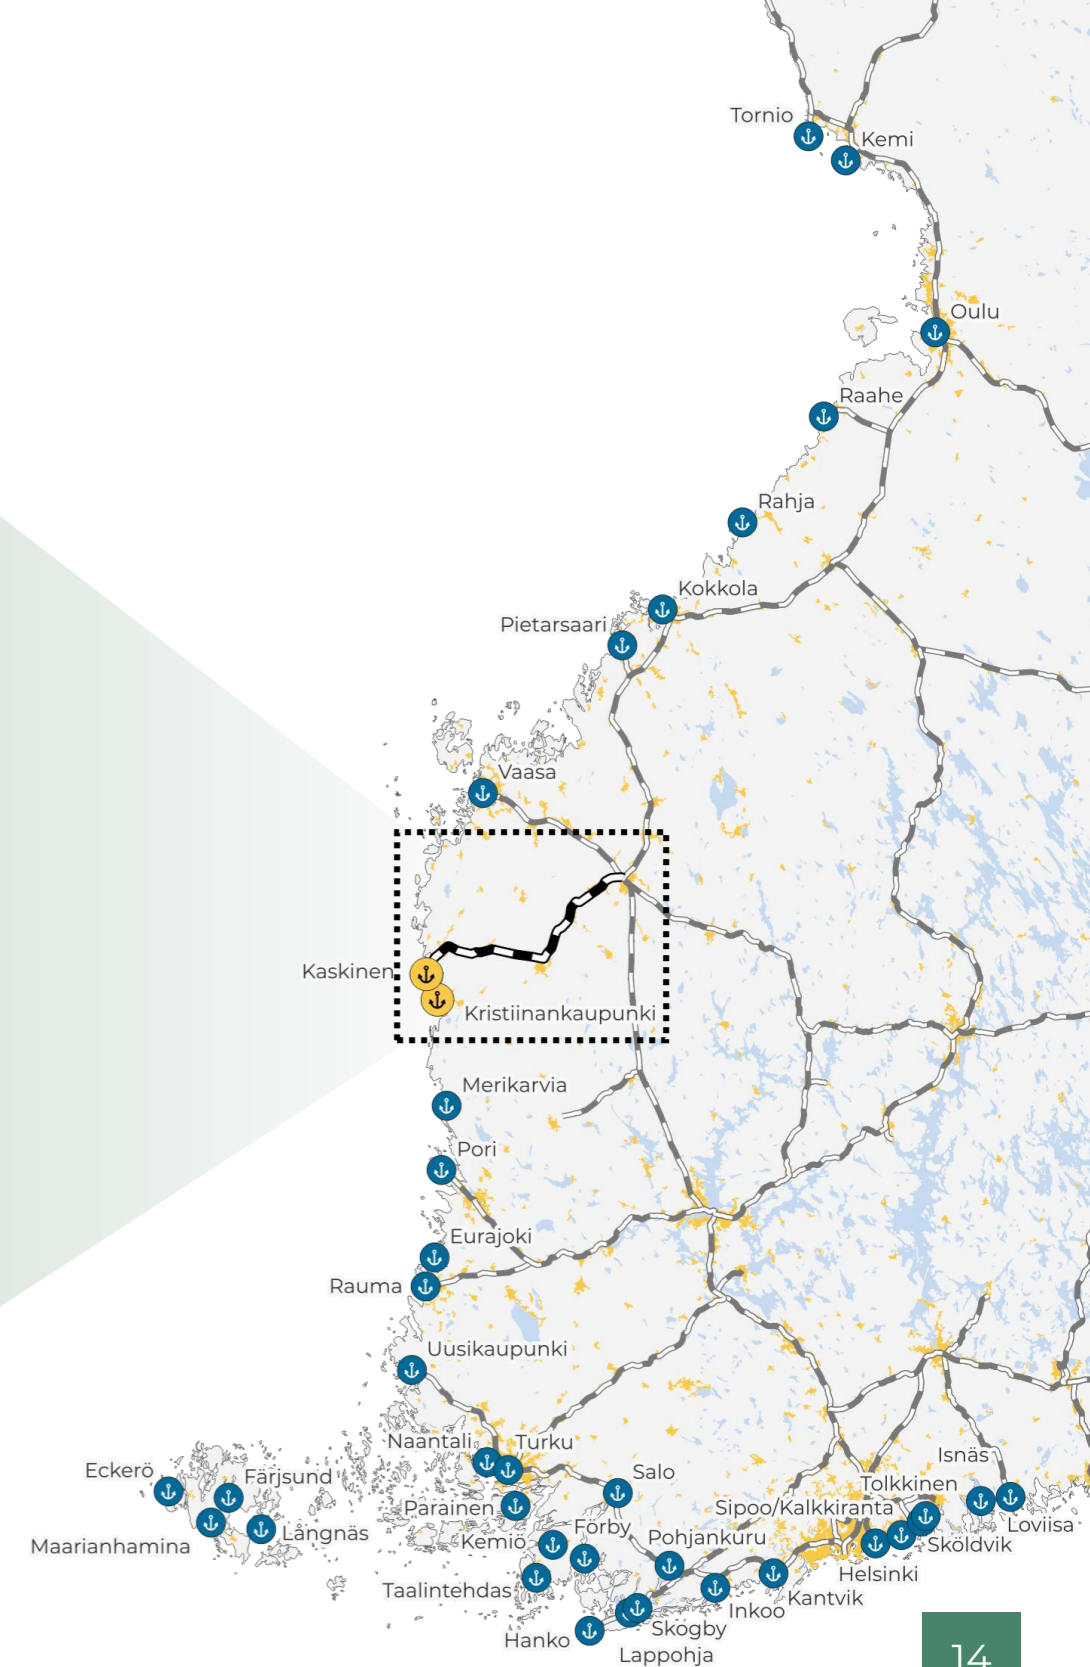 Tornio
Kemi
Oulu
Raahe
Rahja
Kokkola
Pietarsaari
Vaasa
Kaskinen
Kristiinankaupunki
Merikarvia
Pori
Eurajoki
Rauma
Uusikaupunki
Naantali
Turku
Eckerö
Färjsund
Salo
Isnäs
Tolkkinen
Parainen
Sipoo/Kalkkiranta
Loviisa
Maarianhamina
Långnäs
Kemiö
Förby
Pohjankuru
Sköldvik
Helsinki
Taalintehdas
Kantvik
Inkoo
Hanko
Skogby
Lappohja
14